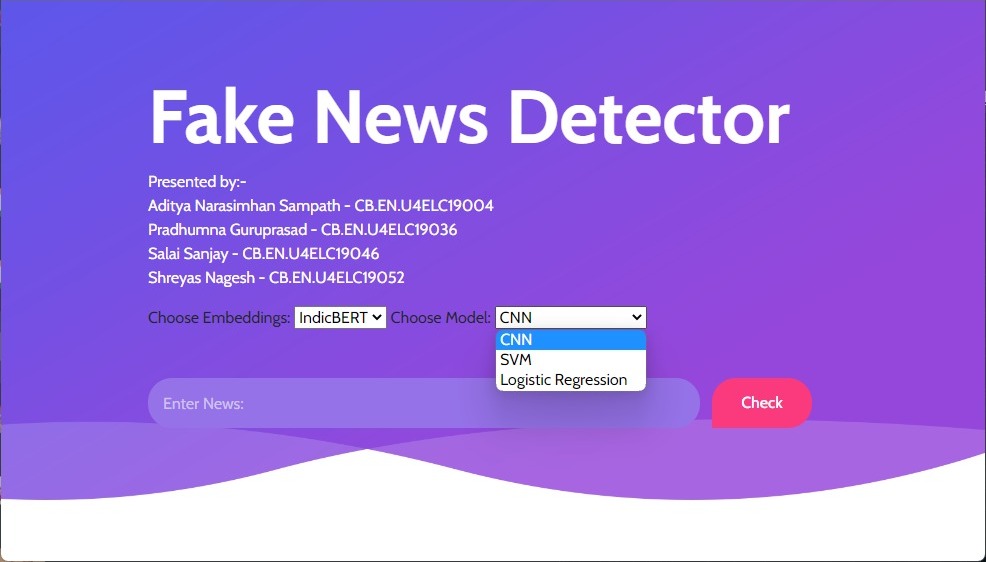 Fake News Detector
Presented by:-
Aditya Narasimhan Sampath - CB.EN.U4ELC19004
Pradhumna Guruprasad - CB.EN.U4ELC19036
Salai Sanjay - CB.EN.U4ELC19046
Shreyas Nagesh - CB.EN.U4ELC19052
Choose Embeddings: IndicBERT Choose Model: CNN
CNN
SVM
Logistic Regression
Enter News: Check